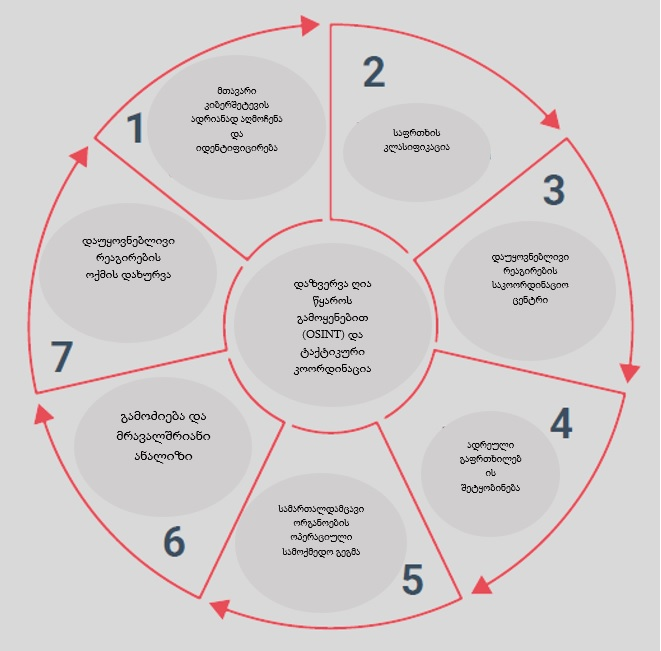 1
მთავარი
კიბერშეტევის
ადრიანად აღმოჩენა
და
იდენტიფიცირება
2
საფრთხის
კლასიფიკაცია
3
დაუყოვნებლივი
რეაგირების
საკოორდინაციო
ცენტრი
4
ადრეული
გაფრთხილებ
ის
შეტყობინება
5
სამართალდამცავი
ორგანოების
ოპერაციული
სამოქმედო გეგმა
6
გამოძიება და
მრავალშრიანი
ანალიზი
7
დაუყოვნებლივი
რეაგირების
ოქმის დახურვა
დაზვერვა ღია
წყაროს
გამოყენებით
(OSINT) და
ტაქტიკური
კოორდინაცია